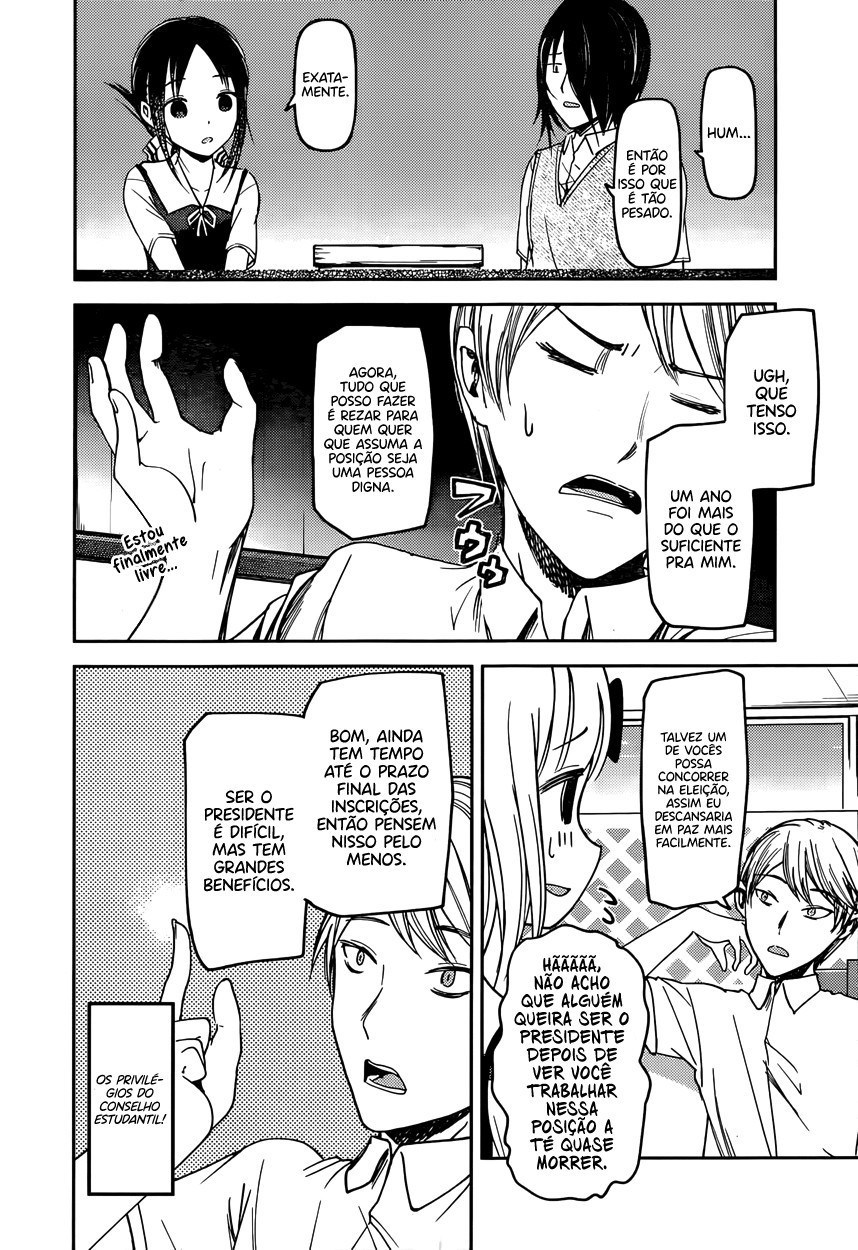 HUM...
ENTÃO
É POR
ISSO QUE
É TÃO
PESADO.
EXATA-
MENTE.
UGH,
QUE
TENSO
ISSO.
UM ANO
FOI MAIS
DO QUE O
SUFICIENTE
PRA MIM.
フゥゥ
AGORA,
TUDO QUE
POSSO FAZER
É REZAR PARA
QUEM QUER
QUE ASSUMA A
POSIÇÃO SEJA
UMA PESSOA
DIGNA.
Estou
finalmente
livre...
TALVEZ UM
DE VOCÊS
POSSA
CONCORRER
NA ELEIÇÃO,
ASSIM EU
DESCANSARIA
EM PAZ MAIS
FACILMENTE.
HÃÃÃÃÃ,
NÃO ACHO
QUE ALGUÉM
QUEIRA SER O
PRESIDENTE
DEPOIS DE
VER VOCÊ
TRABALHAR
NESSA
POSIÇÃO A
TÉ QUASE
MORRER.
BOM, AINDA
TEM TEMPO
ATÉ O PRAZO
FINAL DAS
INSCRIÇÕES,
ENTÃO PENSEM
NISSO PELO
MENOS.
SER O
PRESIDENTE
É DIFÍCIL,
MAS TEM
GRANDES
BENEFÍCIOS.
OS PRIVILÉ-
GIOS DO
CONSELHO
ESTUDANTIL!